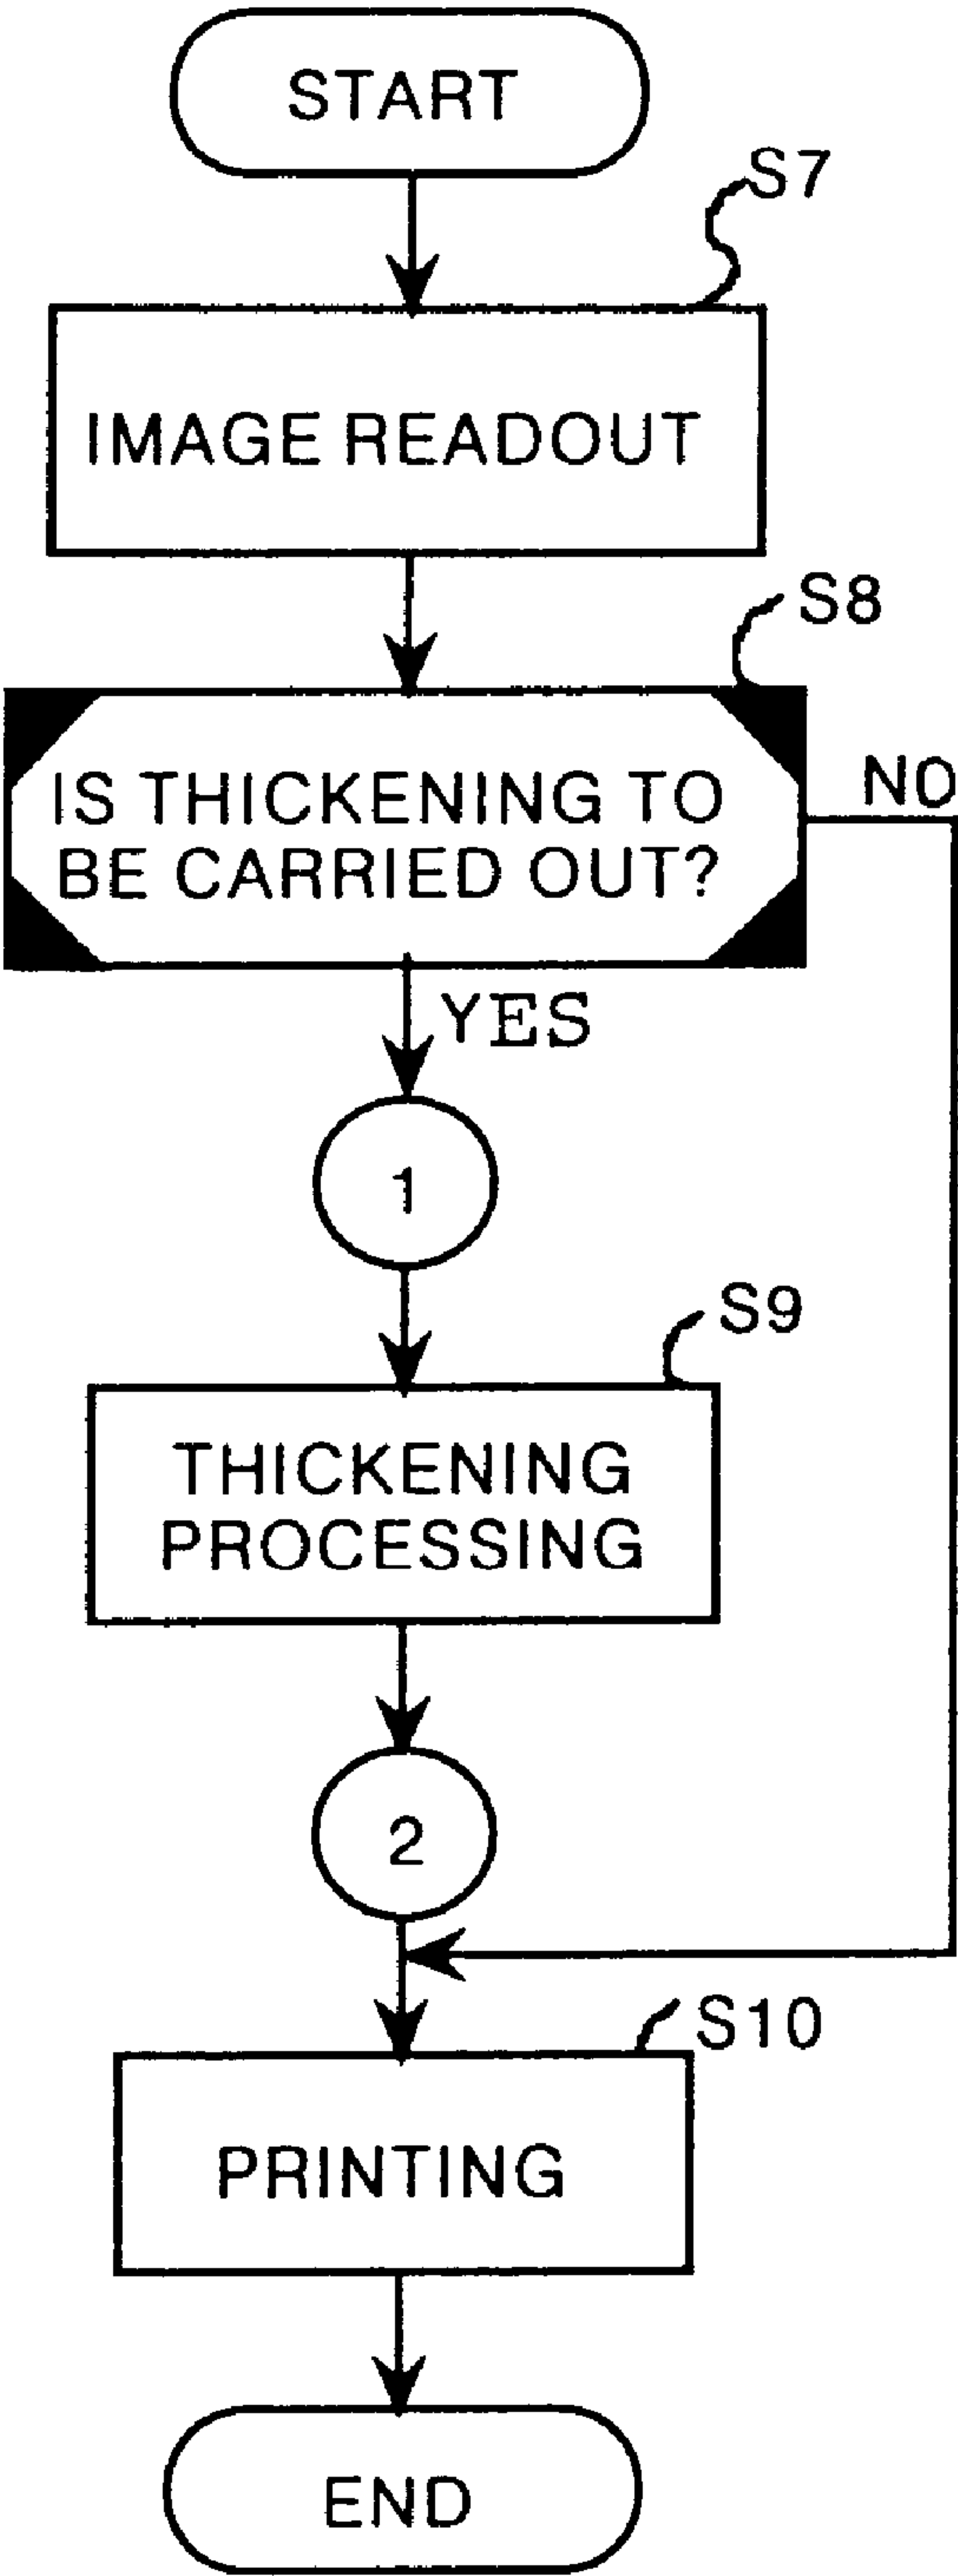 START
S7
IMAGE READOUT
S8
IS THICKENING TO
BE CARRIED OUT?
NO
YES
1
S9
THICKENING
PROCESSING
2
S10
PRINTING
END